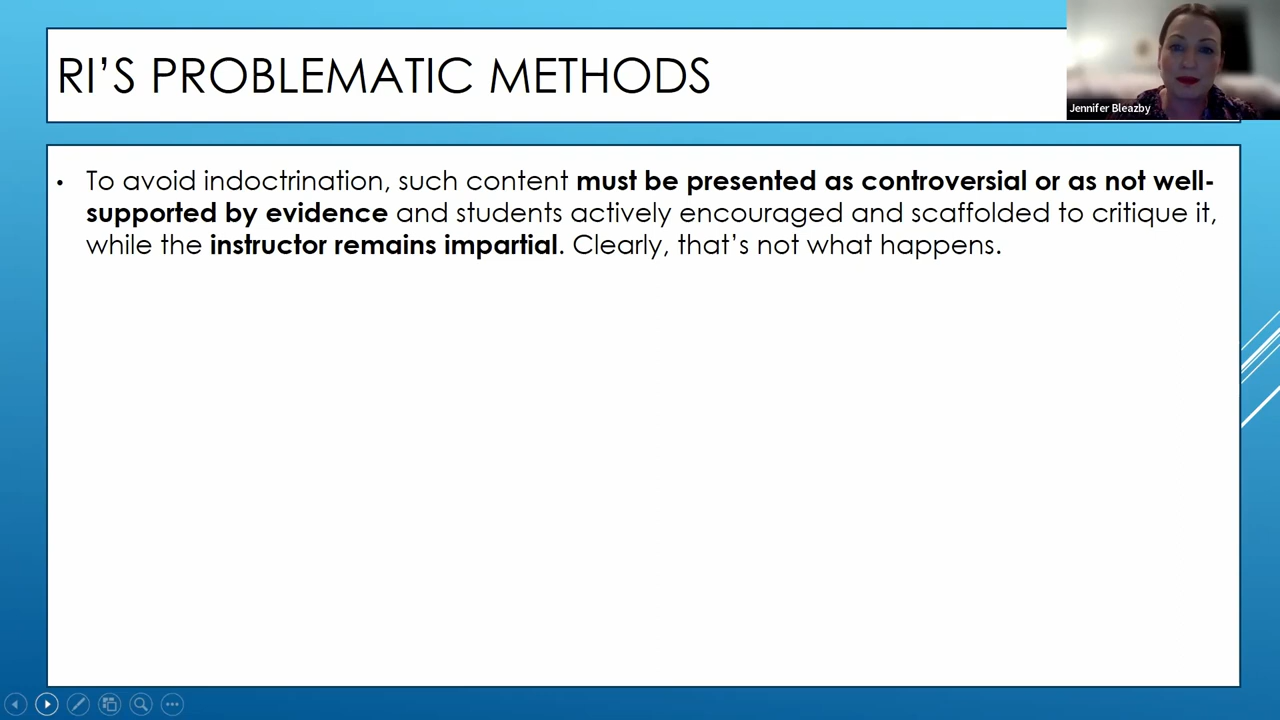 RI'S PROBLEMATIC METHODS
Jennifer Bleazby
• To avoid indoctrination, such content must be presented as controversial or as not well-
supported by evidence and students actively encouraged and scaffolded to critique it,
while the instructor remains impartial. Clearly, that's not what happens.